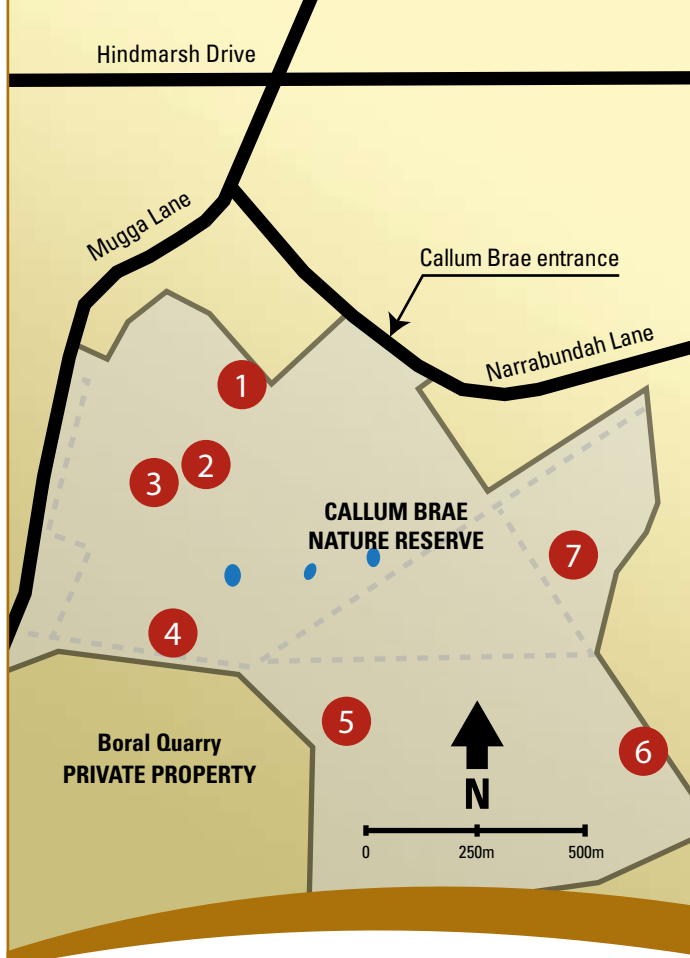 Hindmarsh Drive
Mugga Lane
Callum Brae entrance
Narrabundah Lane
1
2
3
CALLUM BRAE
NATURE RESERVE
7
4
5
Boral Quarry
PRIVATE PROPERTY
6
N
0 250m 500m